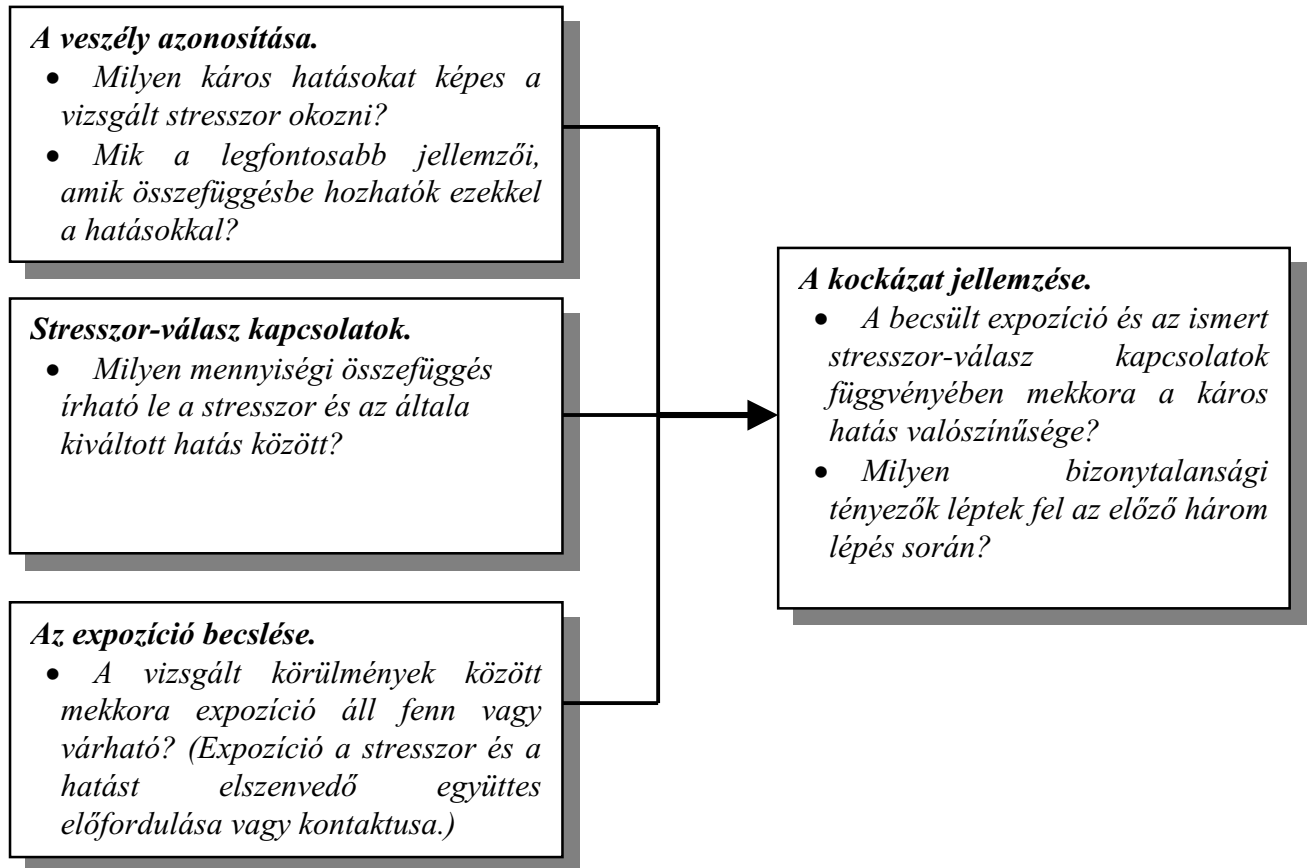 A veszély azonosítása.
• Milyen káros hatásokat képes a
vizsgált stresszor okozni?
• Mik a legfontosabb jellemzői,
amik összefüggésbe hozhatók ezekkel
a hatásokkal?
Stresszor-válasz kapcsolatok.
• Milyen mennyiségi összefüggés
írható le a stresszor és az általa
kiváltott hatás között?
Az expozíció becslése.
• A vizsgált körülmények között
mekkora expozíció áll fenn vagy
várható? (Expozíció a stresszor és a
hatást elszenvedő együttes
előfordulása vagy kontaktusa.)
A kockázat jellemzése.
• A becsült expozíció és az ismert
stresszor-válasz kapcsolatok
függvényében mekkora a káros
hatás valószínűsége?
• Milyen bizonytalansági
tényezők léptek fel az előző három
lépés során?